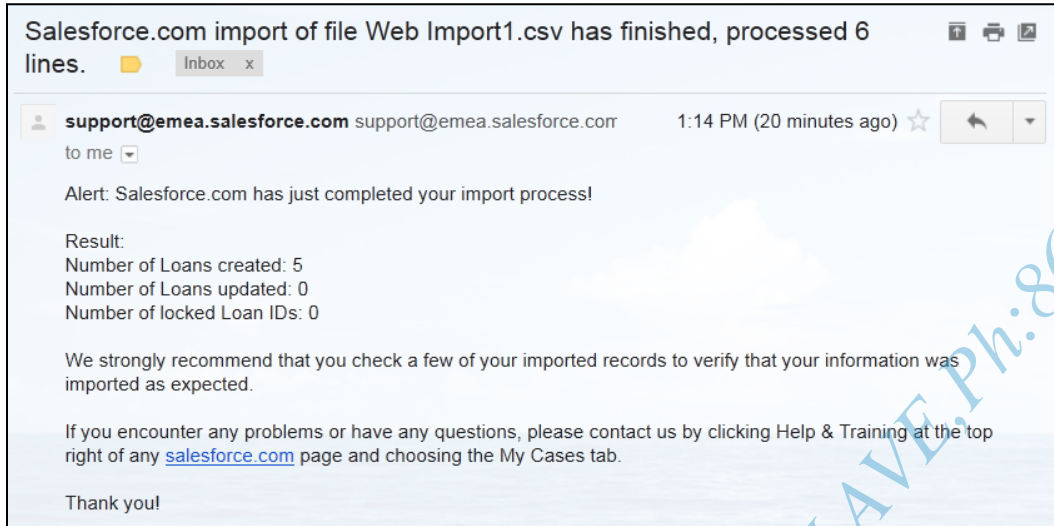 Salesforce.com import of file Web Import1.csv has finished, processed 6
lines. Inbox x
support@emea.salesforce.com support@emea.salesforce.com 1:14 PM (20 minutes ago)
to me
Alert: Salesforce.com has just completed your import process!
Result:
Number of Loans created: 5
Number of Loans updated: 0
Number of locked Loan IDs: 0
We strongly recommend that you check a few of your imported records to verify that your information was
imported as expected.
If you encounter any problems or have any questions, please contact us by clicking Help & Training at the top
right of any salesforce.com page and choosing the My Cases tab.
Thank you!